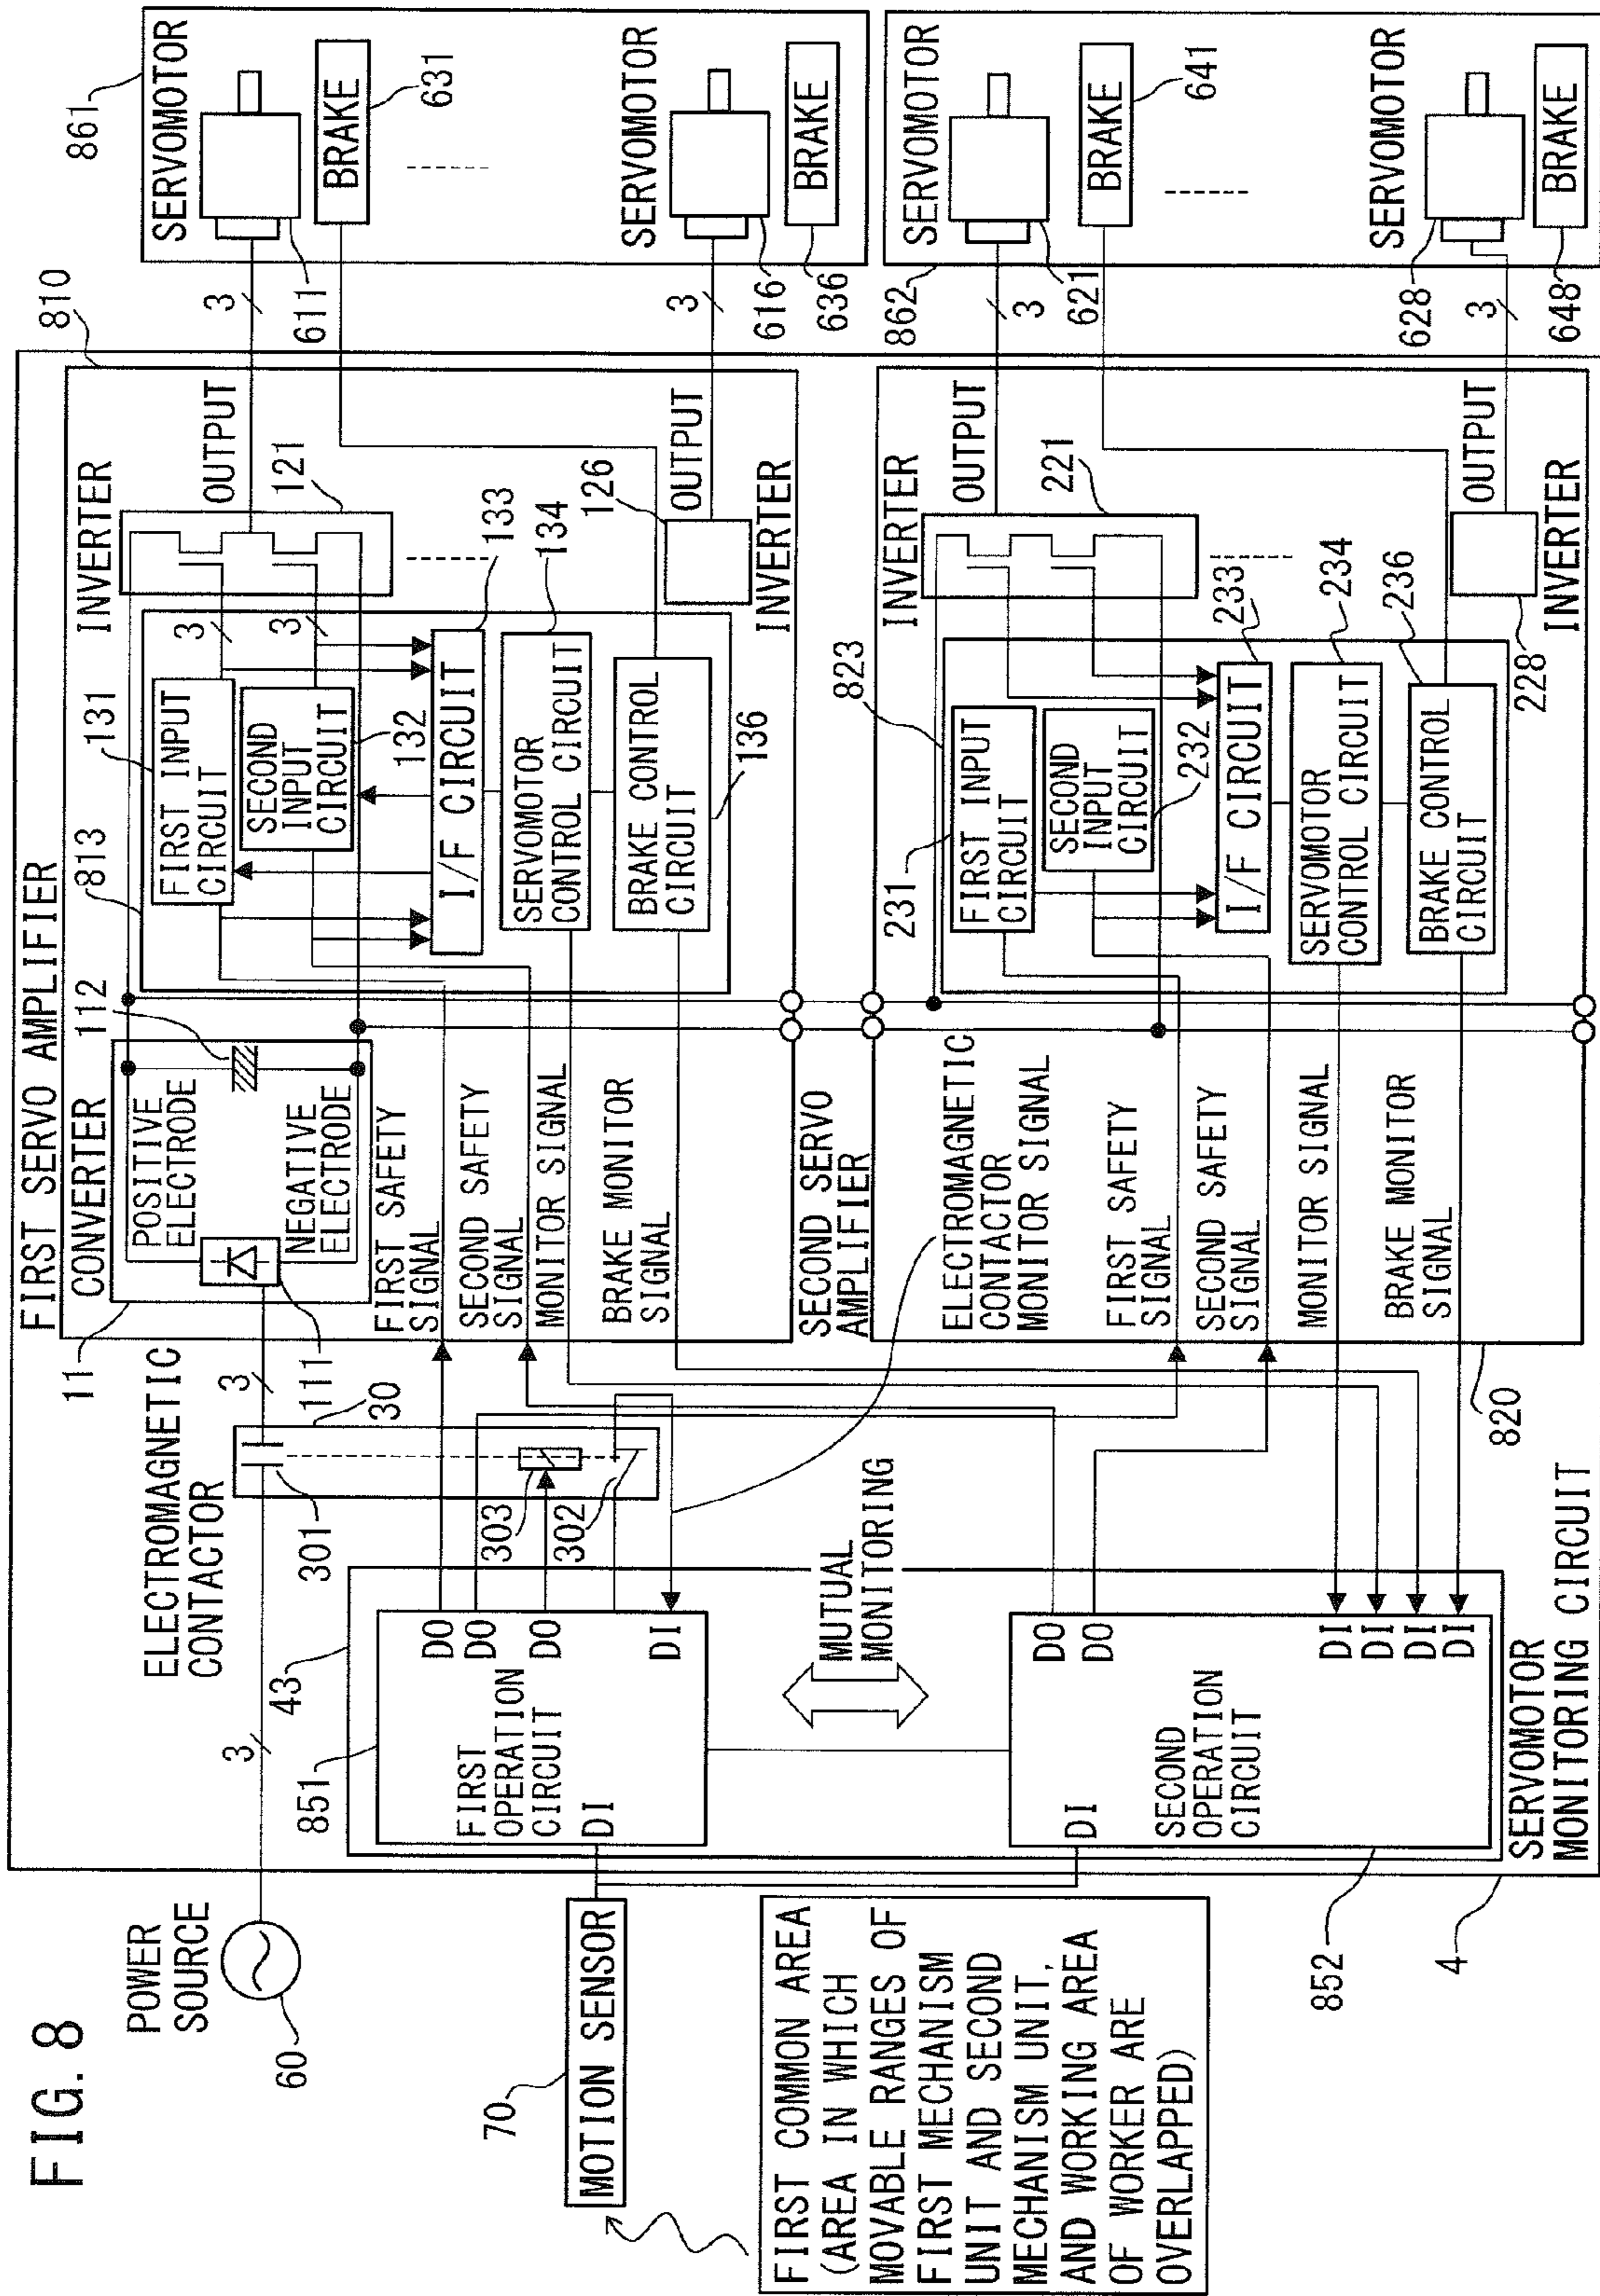 FIG. 8
POWER
SOURCE
60
3
ELECTROMAGNETIC
CONTACTOR
301
30
303
302
3
111
11
FIRST SERVO AMPLIFIER
CONVERTER
POSITIVE
ELECTRODE
NEGATIVE
ELECTRODE
112
813
131
FIRST INPUT
CIRCUIT
SECOND
INPUT
CIRCUIT
132
3
3
INVERTER
OUTPUT
121
I/F CIRCUIT
133
SERVOMOTOR
CONTROL CIRCUIT
134
BRAKE CONTROL
CIRCUIT
136
126
OUTPUT
INVERTER
810
FIRST SAFETY
SIGNAL
SECOND SAFETY
SIGNAL
MONITOR SIGNAL
BRAKE MONITOR
SIGNAL
861
SERVOMOTOR
3
611
BRAKE
631
SERVOMOTOR
3
616
BRAKE
636
SECOND SERVO
AMPLIFIER
ELECTROMAGNETIC
CONTACTOR
MONITOR SIGNAL
FIRST SAFETY
SIGNAL
SECOND SAFETY
SIGNAL
MONITOR SIGNAL
BRAKE MONITOR
SIGNAL
820
823
231
FIRST INPUT
CIRCUIT
SECOND
INPUT
CIRCUIT
232
I/F CIRCUIT
233
SERVOMOTOR
CONTROL CIRCUIT
234
BRAKE CONTROL
CIRCUIT
236
INVERTER
OUTPUT
221
228
OUTPUT
INVERTER
862
SERVOMOTOR
3
621
BRAKE
641
SERVOMOTOR
628
3
BRAKE
648
43
851
FIRST
OPERATION
CIRCUIT
DI
DO
DO
DO
DI
MUTUAL
MONITORING
DI
SECOND
OPERATION
CIRCUIT
DO
DO
DI
DI
DI
DI
852
SERVOMOTOR
MONITORING CIRCUIT
4
70
MOTION SENSOR
FIRST COMMON AREA
(AREA IN WHICH
MOVABLE RANGES OF
FIRST MECHANISM
UNIT AND SECOND
MECHANISM UNIT,
AND WORKING AREA
OF WORKER ARE
OVERLAPPED)